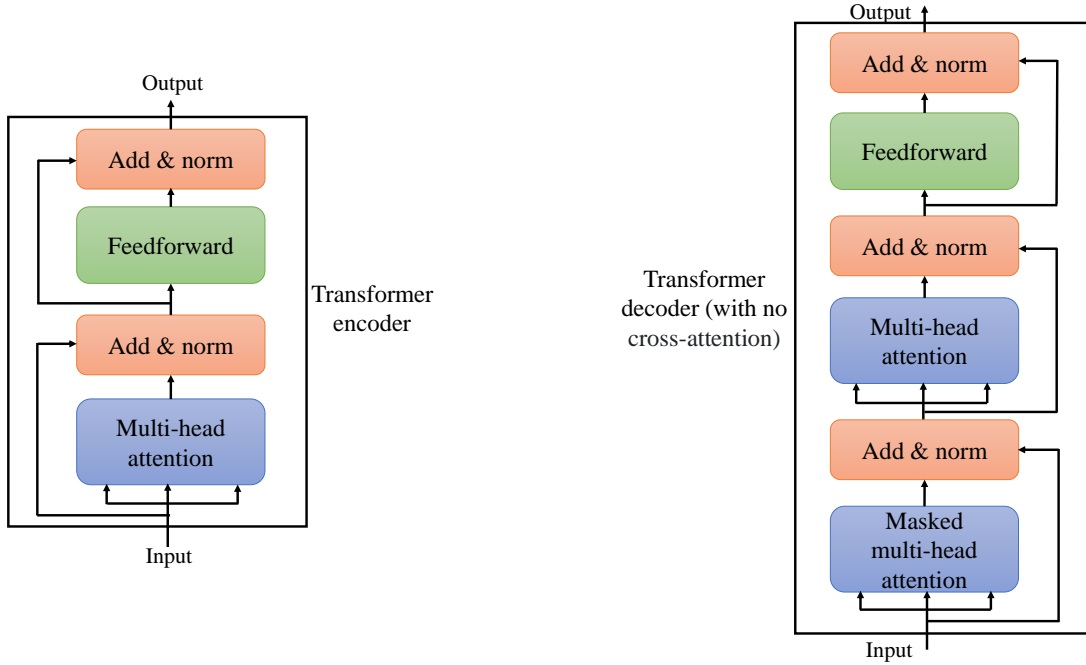 Output
Add & norm
Feedforward
Add & norm
Multi-head
attention
Input
Transformer
encoder
Output
Add & norm
Feedforward
Add & norm
Multi-head
attention
Add & norm
Masked
multi-head
attention
Input
Transformer
decoder (with no
cross-attention)